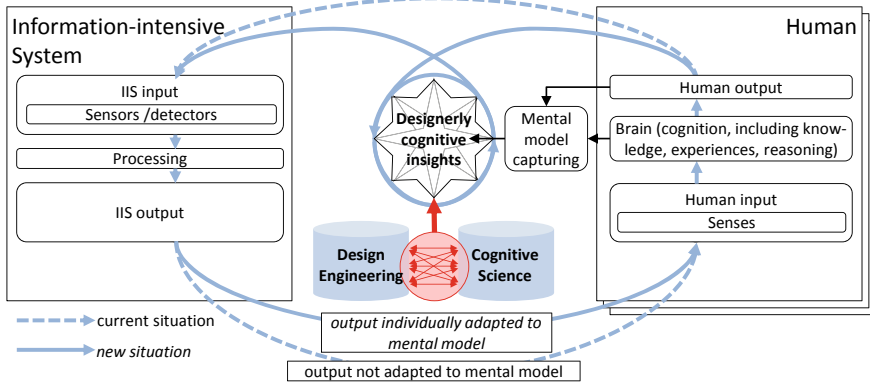 Information-intensive
System
IIS input
Sensors /detectors
Processing
IIS output
Designerly
cognitive
insights
Mental
model
capturing
Human
Human output
Brain (cognition, including know-
ledge, experiences, reasoning)
Human input
Senses
Design
Engineering
Cognitive
Science
current situation
new situation
output individually adapted to
mental model
output not adapted to mental model